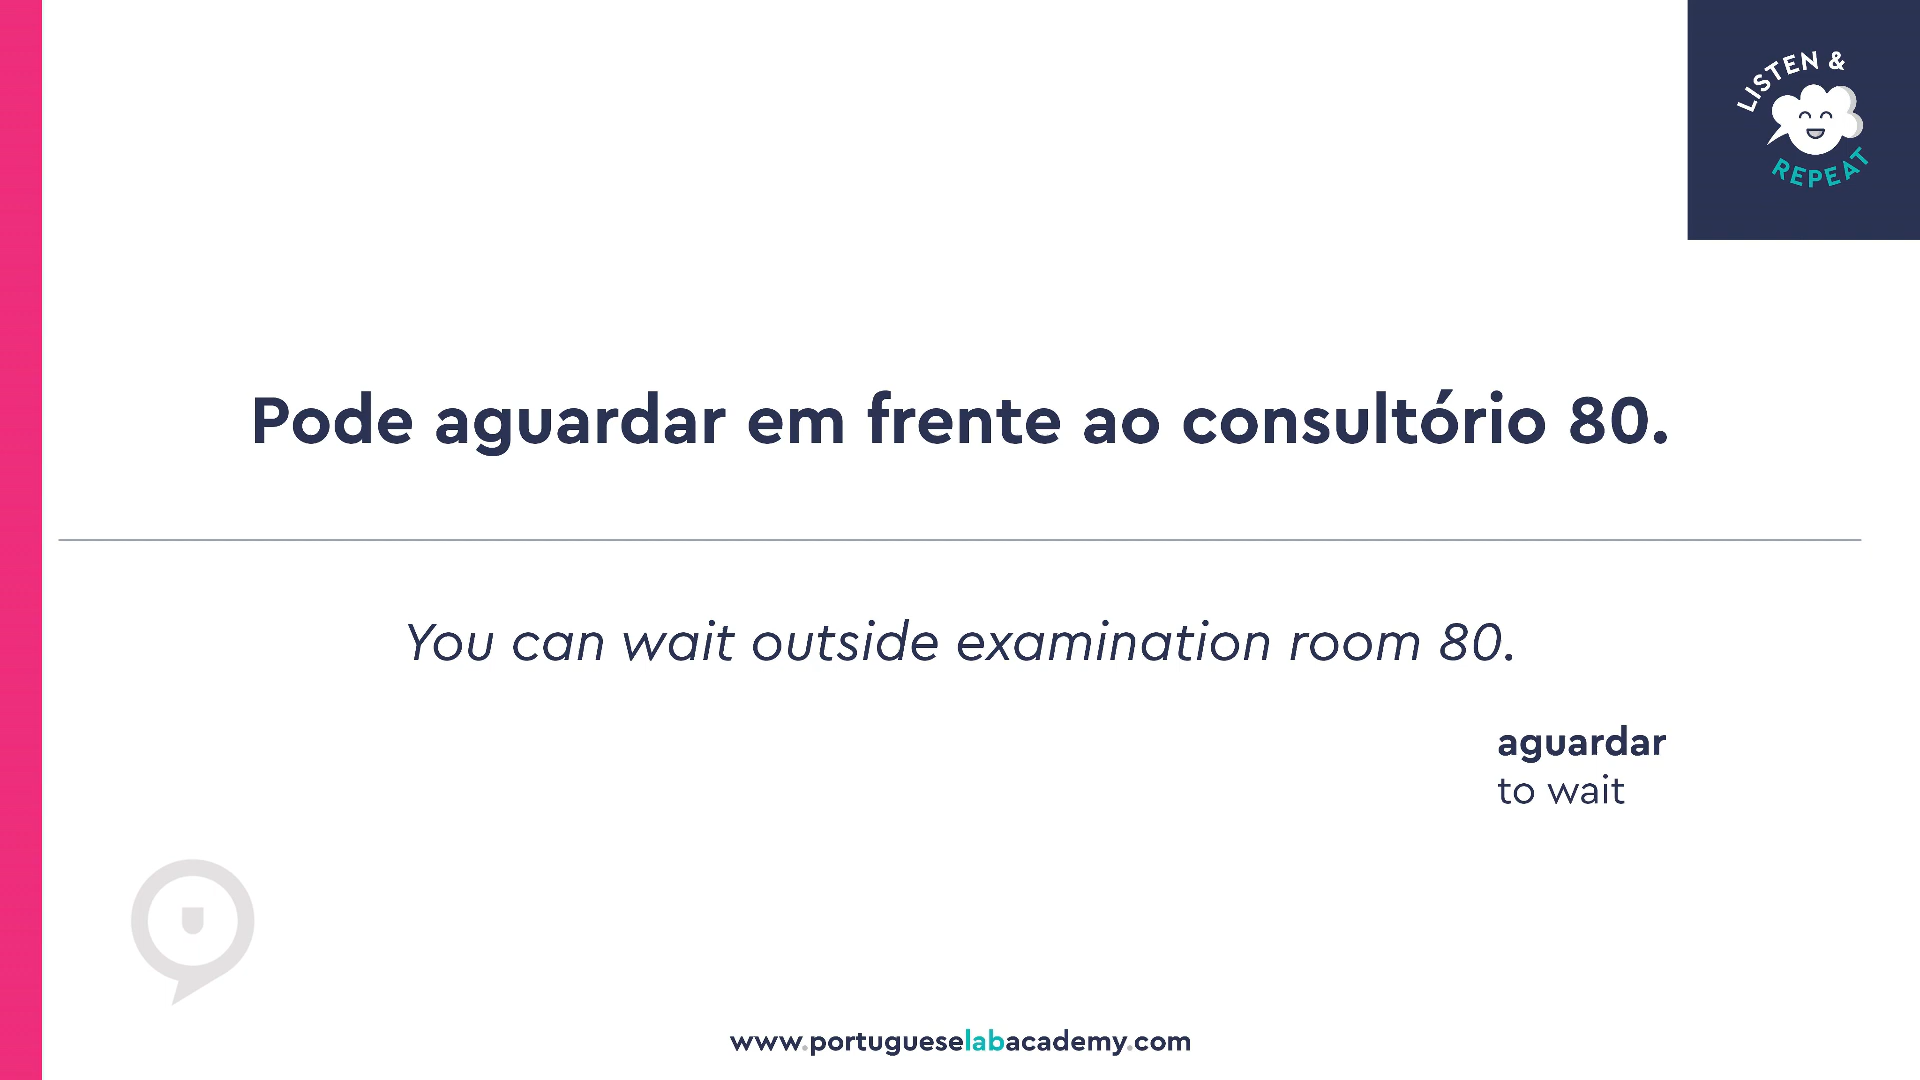 LISTEN &
REPEAT
Pode aguardar em frente ao consultório 80.
You can wait outside examination room 80.
aguardar
to wait
www.portugueselabacademy.com